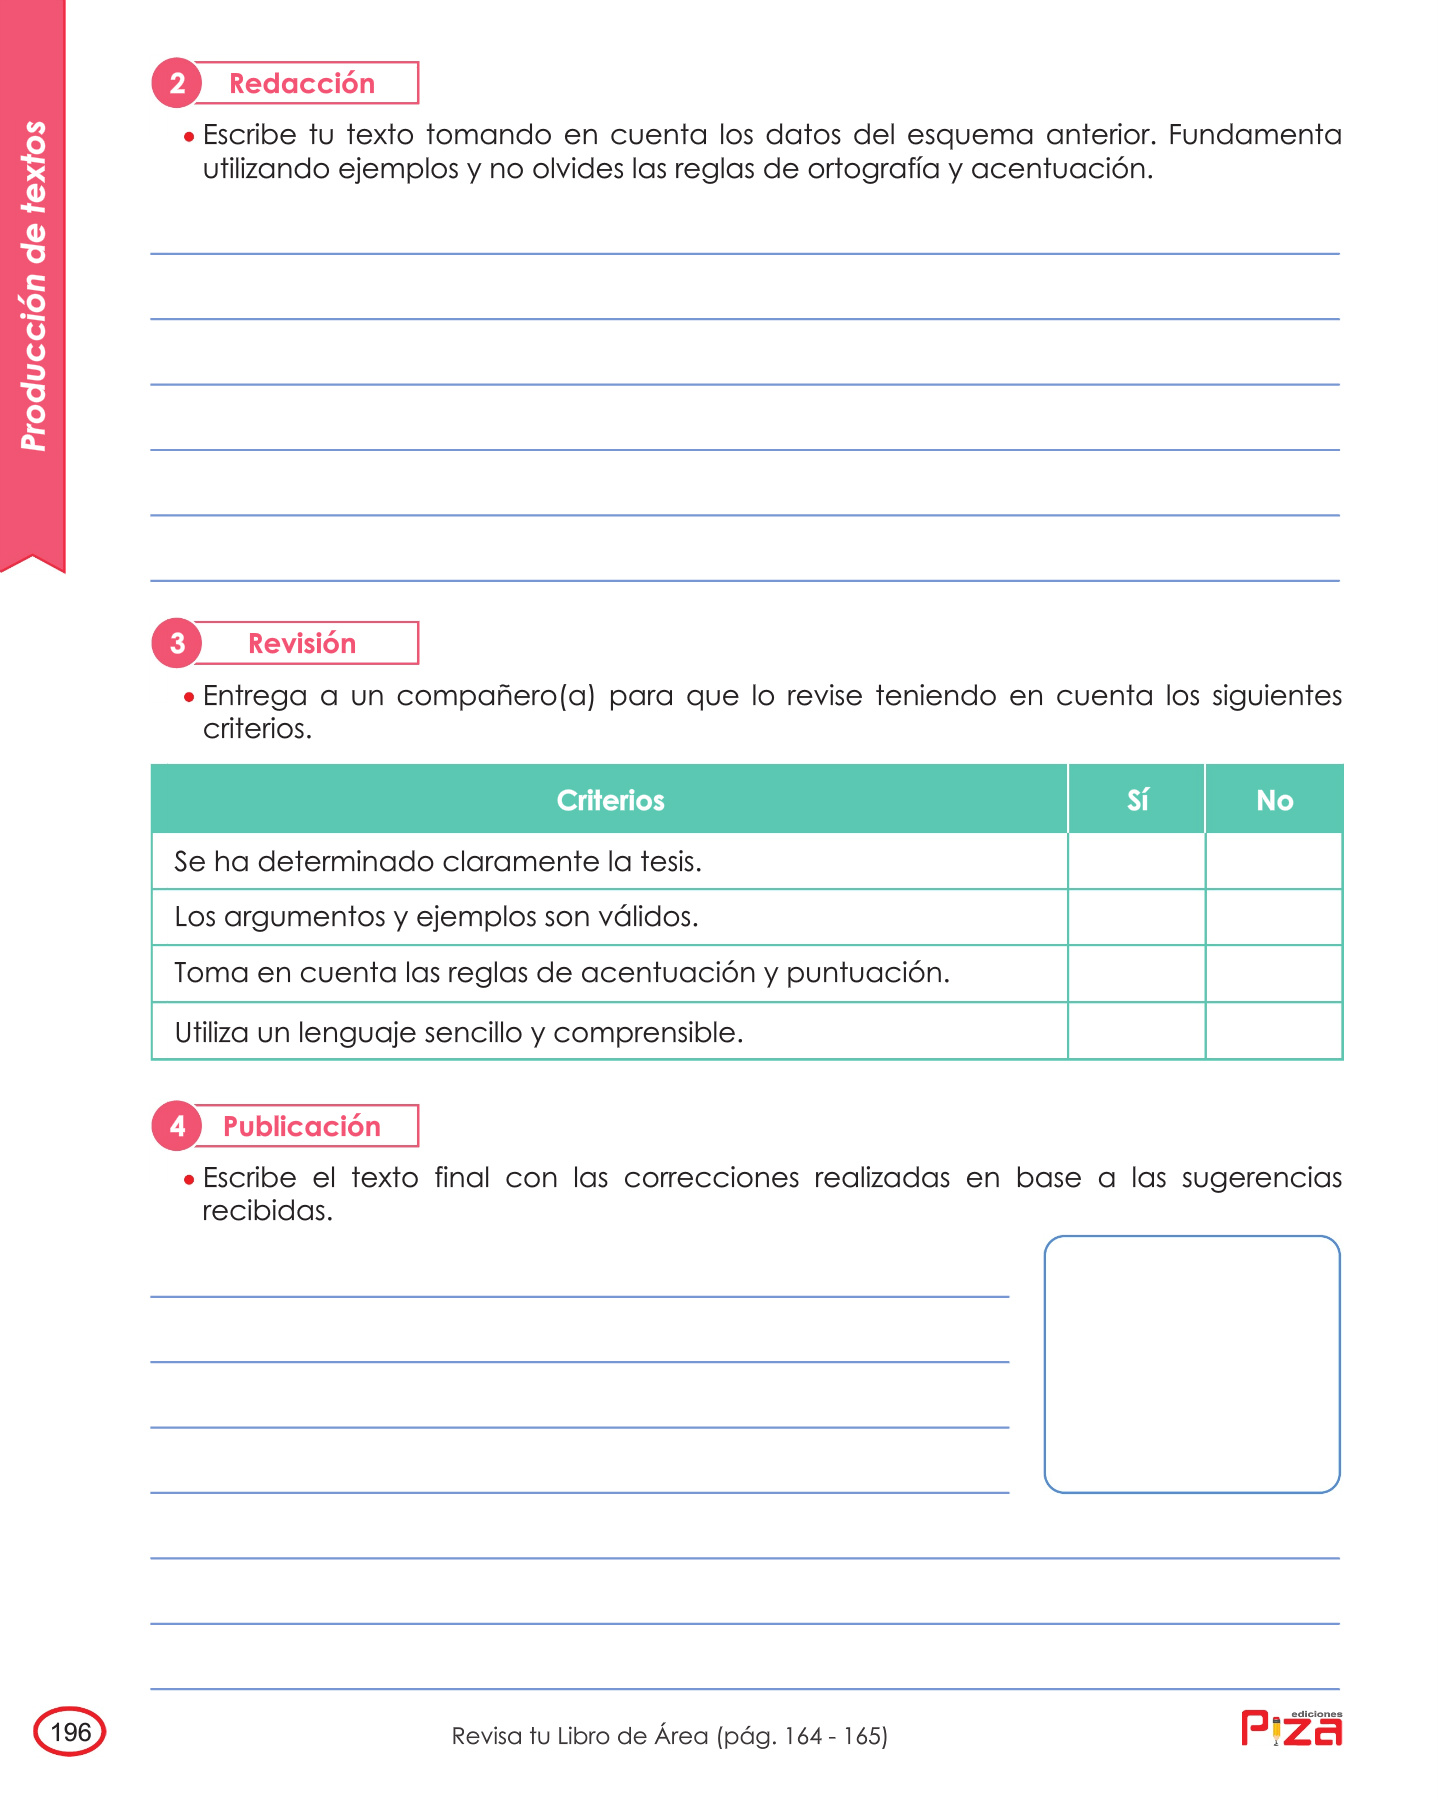 Producción de textos
2 Redacción
• Escribe tu texto tomando en cuenta los datos del esquema anterior. Fundamenta
utilizando ejemplos y no olvides las reglas de ortografía y acentuación.
3 Revisión
• Entrega a un compañero(a) para que lo revise teniendo en cuenta los siguientes
criterios.
Criterios Sí No
Se ha determinado claramente la tesis.
Los argumentos y ejemplos son válidos.
Toma en cuenta las reglas de acentuación y puntuación.
Utiliza un lenguaje sencillo y comprensible.
4 Publicación
• Escribe el texto final con las correcciones realizadas en base a las sugerencias
recibidas.
196
Revisa tu Libro de Área (pág. 164 - 165)
ediciones
Piza